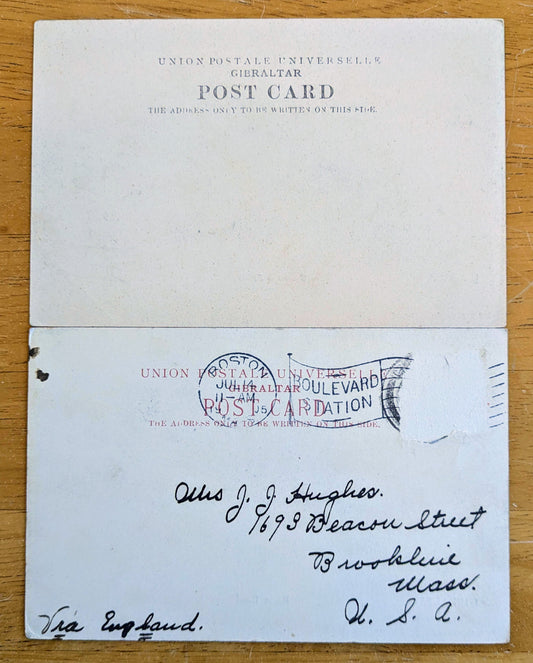 UNION POSTALE UNIVERSELLE
GIBRALTAR
POST CARD
THE ADDRESS ONLY TO BE WRITTEN ON THIS SIDE.
BOSTON
11-AM
BOULEVARD
STATION
UNION POSTALE UNIVERSELLE
GIBRALTAR
POST CARD
THE ADDRESS ONLY TO BE WRITTEN ON THIS SIDE.
Mrs J. J. Hughes.
1693 Beacon Street
Brookline
Mass.
U. S. A.
Via England.